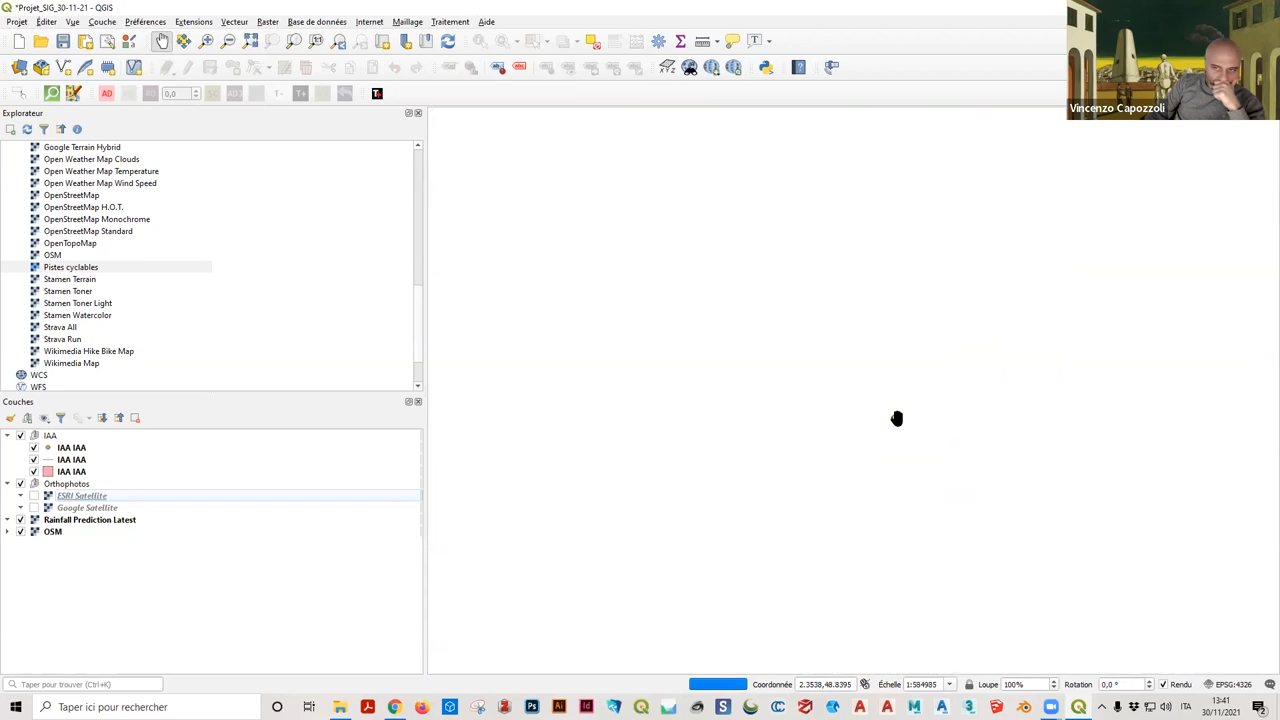 *Projet_SIG_30-11-21 - QGIS
Projet Éditer Vue Couche Préférences Extensions Vecteur Raster Base de données Internet Maillage Traitement Aide
Vincenzo Capozzoli
0,0
Explorateur
Google Terrain Hybrid
Open Weather Map Clouds
Open Weather Map Temperature
Open Weather Map Wind Speed
OpenStreetMap
OpenStreetMap H.O.T.
OpenStreetMap Monochrome
OpenStreetMap Standard
OpenTopoMap
OSM
Pistes cyclables
Stamen Terrain
Stamen Toner
Stamen Toner Light
Stamen Watercolor
Strava All
Strava Run
Wikimedia Hike Bike Map
Wikimedia Map
WCS
WFS
Couches
IAA
IAA IAA
IAA IAA
IAA IAA
Orthophotos
ESRI Satellite
Google Satellite
Rainfall Prediction Latest
OSM
Taper pour trouver (Ctrl+K)
Coordonnée 2.3538,48.8395 Échelle 1:584985 Loupe 100% Rotation 0,0 ° Rendu EPSG:4326
Taper ici pour rechercher
ITA
13:41
30/11/2021